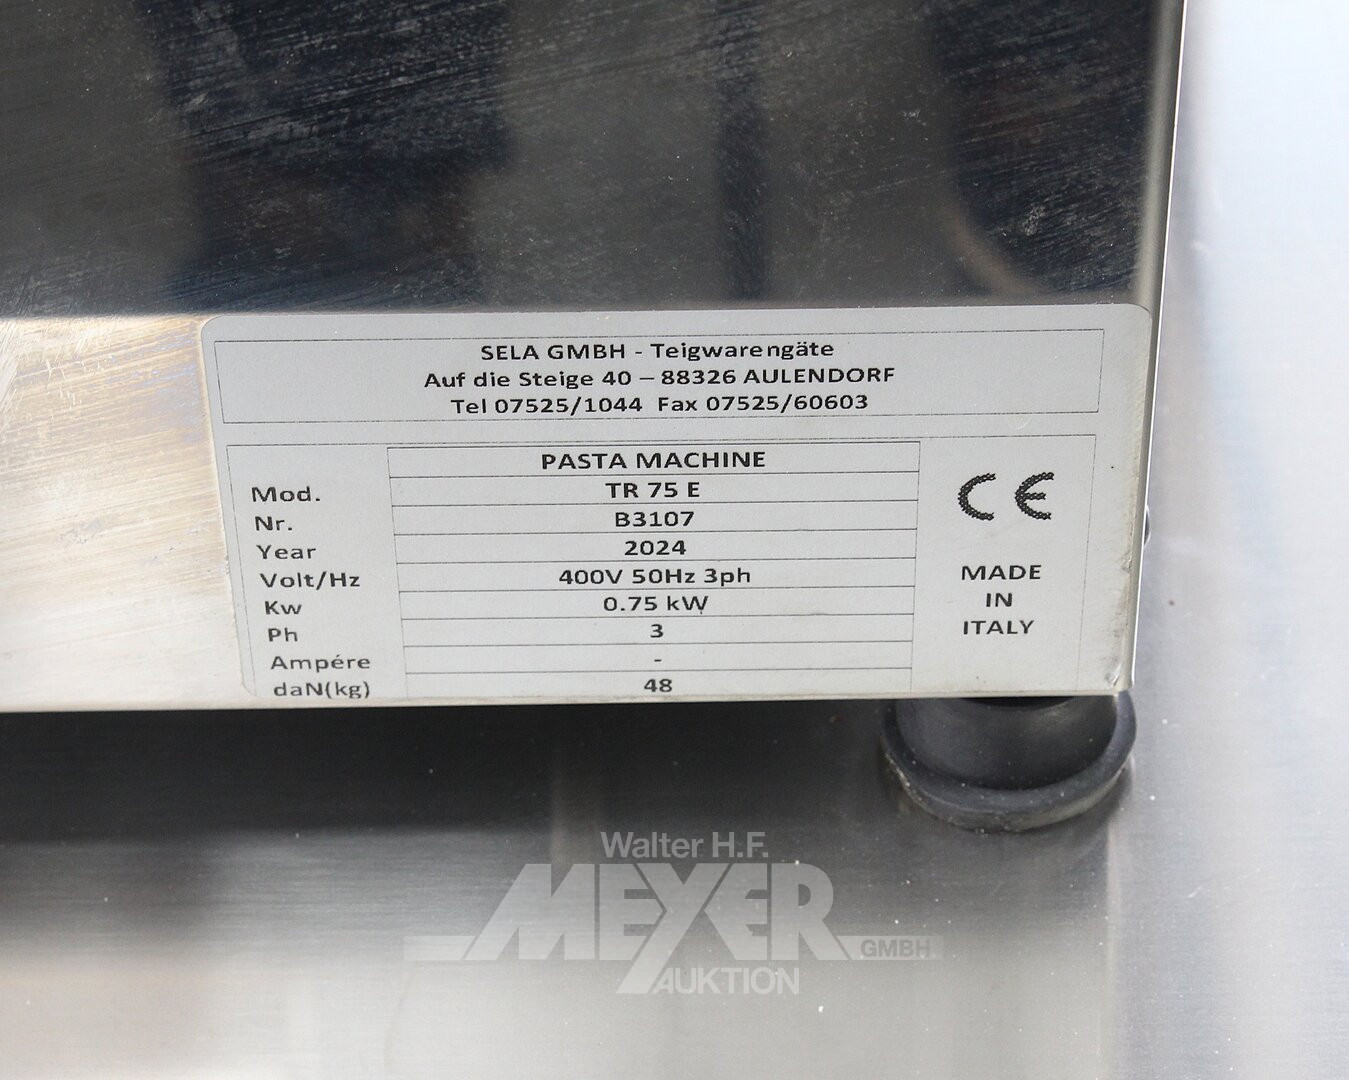 SELA GMBH - Teigwarengäte
Auf die Steige 40 – 88326 AULENDORF
Tel 07525/1044 Fax 07525/60603
PASTA MACHINE
Mod. TR 75 E
Nr. B3107
Year 2024
Volt/Hz 400V 50Hz 3ph
Kw 0.75 kW
Ph 3
Ampére -
daN(kg) 48
CE
MADE
IN
ITALY
Walter H.F.
MEYER GMBH
AUKTION